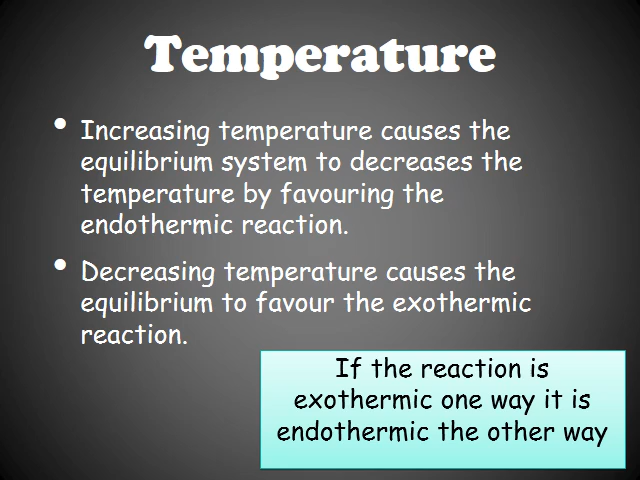 Temperature
• Increasing temperature causes the
equilibrium system to decreases the
temperature by favouring the
endothermic reaction.
• Decreasing temperature causes the
equilibrium to favour the exothermic
reaction.
If the reaction is
exothermic one way it is
endothermic the other way